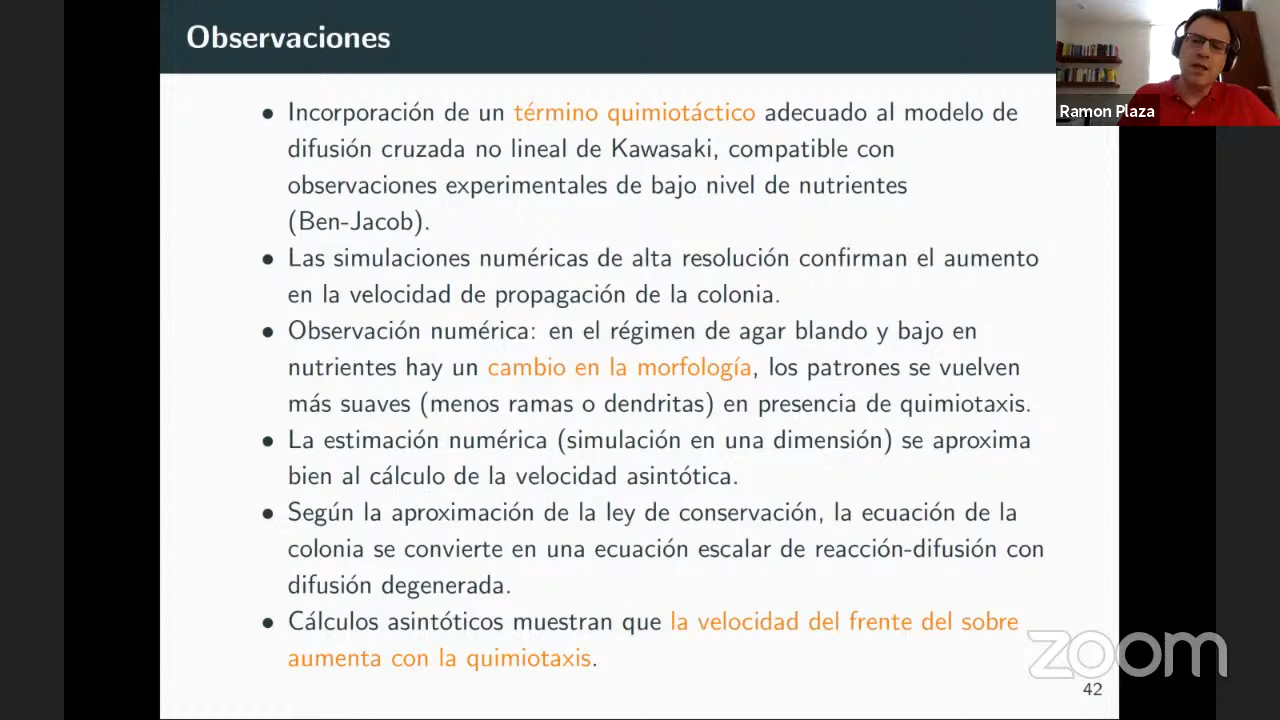 Observaciones
• Incorporación de un término quimiotáctico adecuado al modelo de
difusión cruzada no lineal de Kawasaki, compatible con
observaciones experimentales de bajo nivel de nutrientes
(Ben-Jacob).
• Las simulaciones numéricas de alta resolución confirman el aumento
en la velocidad de propagación de la colonia.
• Observación numérica: en el régimen de agar blando y bajo en
nutrientes hay un cambio en la morfología, los patrones se vuelven
más suaves (menos ramas o dendritas) en presencia de quimiotaxis.
• La estimación numérica (simulación en una dimensión) se aproxima
bien al cálculo de la velocidad asintótica.
• Según la aproximación de la ley de conservación, la ecuación de la
colonia se convierte en una ecuación escalar de reacción-difusión con
difusión degenerada.
• Cálculos asintóticos muestran que la velocidad del frente del sobre
aumenta con la quimiotaxis.
42
Ramon Plaza
zoom